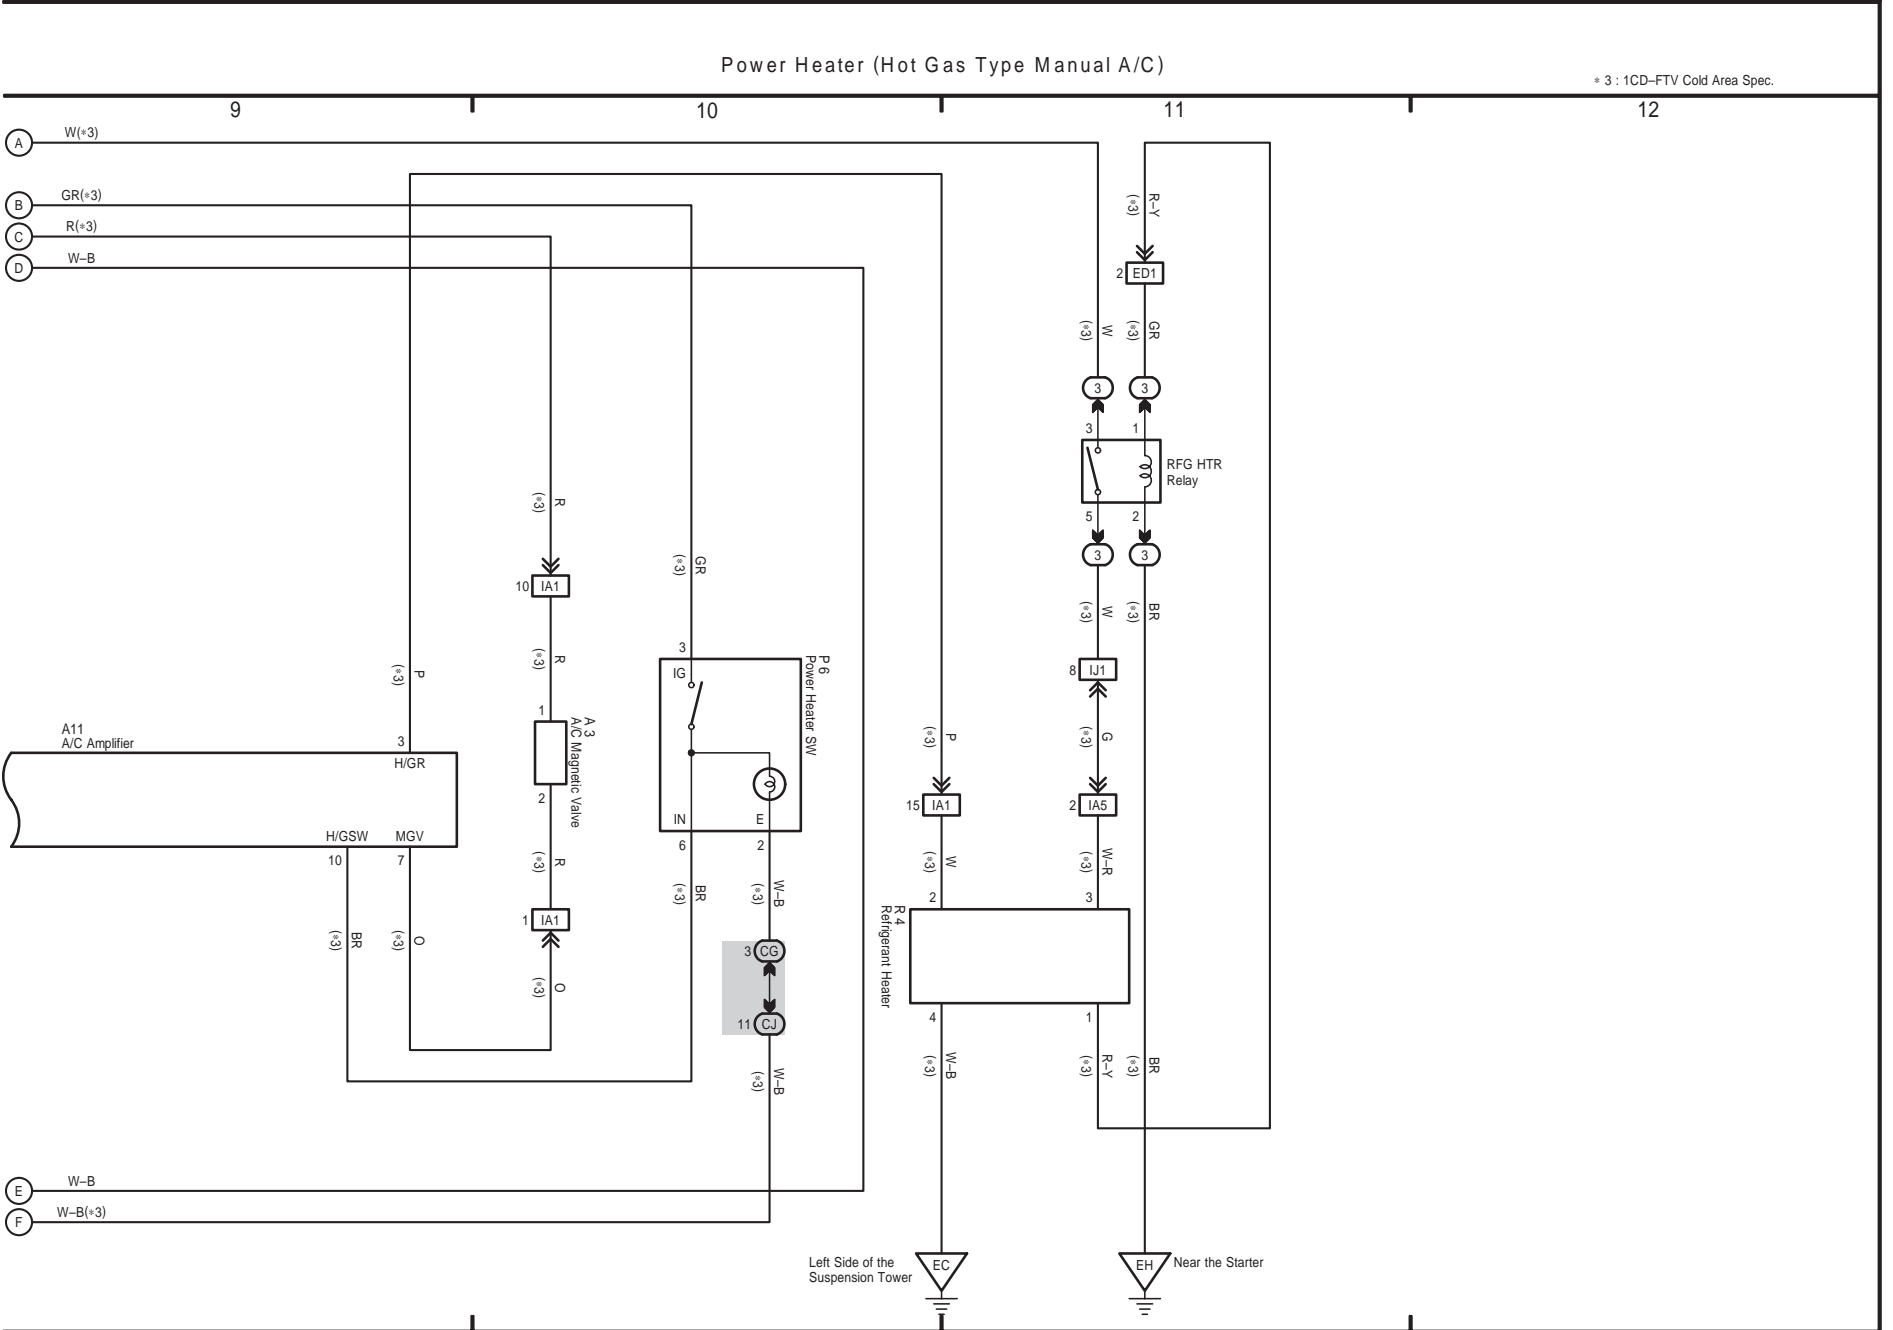 Power Heater (Hot Gas Type Manual A/C)
∗ 3 : 1CD–FTV Cold Area Spec.
9
10
11
12
A
W(∗3)
B
GR(∗3)
C
R(∗3)
D
W–B
R–Y
(∗3)
2
ED1
W
(∗3)
GR
(∗3)
3
3
3
1
RFG HTR
Relay
5
2
3
3
R
(∗3)
GR
(∗3)
10
IA1
W
(∗3)
BR
(∗3)
R
(∗3)
P
(∗3)
3
IG
P 6
Power Heater SW
8
IJ1
1
A 3
A/C Magnetic Valve
2
A11
A/C Amplifier
3
H/GR
H/GSW
MGV
10
7
P
(∗3)
G
(∗3)
15
IA1
2
IA5
IN
E
6
2
R
(∗3)
W
(∗3)
W–R
(∗3)
BR
(∗3)
W–B
(∗3)
1
IA1
2
3
R 4
Refrigerant Heater
BR
(∗3)
O
(∗3)
3
CG
O
(∗3)
11
CJ
4
1
W–B
(∗3)
W–B
(∗3)
R–Y
(∗3)
BR
(∗3)
E
W–B
F
W–B(∗3)
Left Side of the
Suspension Tower
EC
EH
Near the Starter